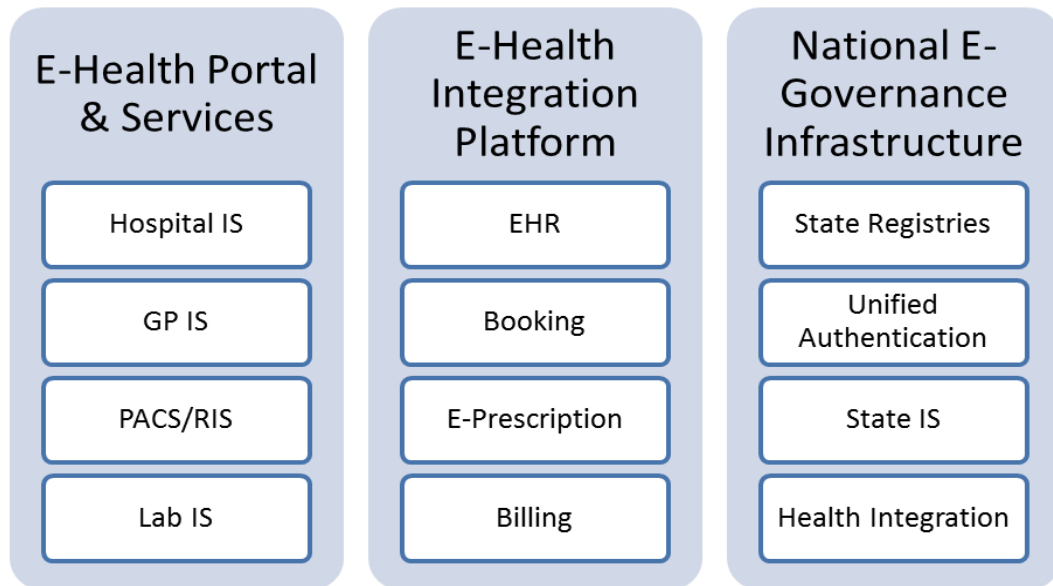 E-Health Portal
& Services
Hospital IS
GP IS
PACS/RIS
Lab IS
E-Health
Integration
Platform
EHR
Booking
E-Prescription
Billing
National E-
Governance
Infrastructure
State Registries
Unified
Authentication
State IS
Health Integration